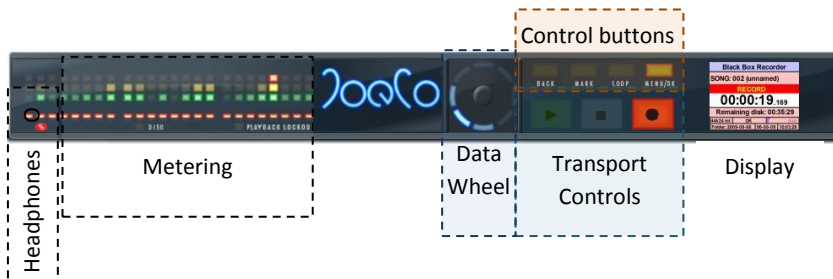 Control buttons
JoeCo
BACK MARK LOOP MENU/OK
DISK PLAYBACK LOCKOUT
Black Box Recorder
SONG: 002 (unnamed)
RECORD
00:00:19.169
Remaining disk: 00:35:29
Headphones
Metering
Data
Wheel
Transport
Controls
Display